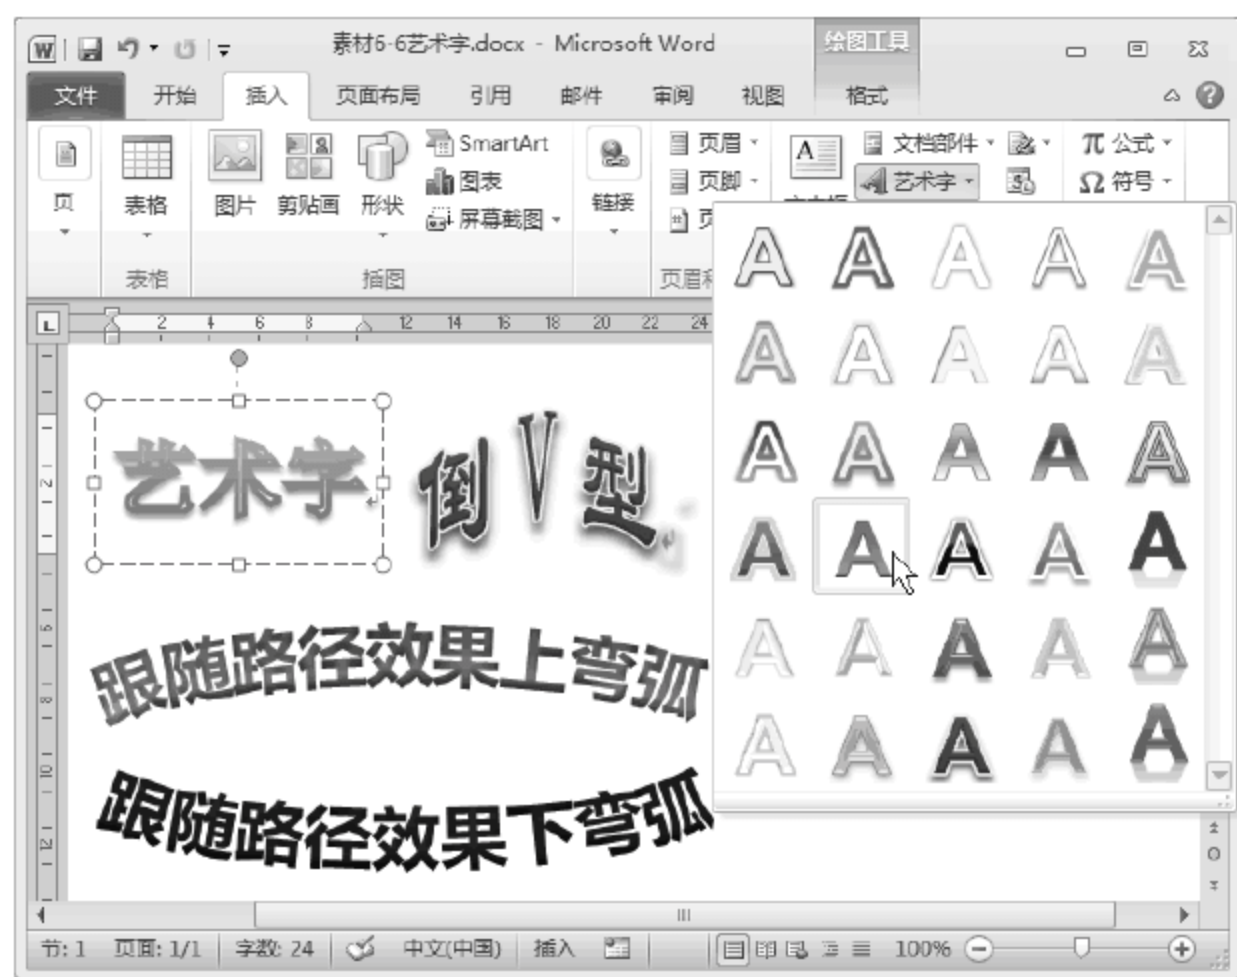 素材6-6艺术字.docx - Microsoft Word
绘图工具
文件 开始 插入 页面布局 引用 邮件 审阅 视图 格式
SmartArt 页眉 文档部件 公式
图表 页脚 艺术字 符号
页 表格 图片 剪贴画 形状 屏幕截图 链接
表格 插图
2 4 6 8 12 14 16 18 20 22 24
艺术字 倒V型
跟随路径效果上弯弧
跟随路径效果下弯弧
节: 1 页面: 1/1 字数: 24 中文(中国) 插入 100%